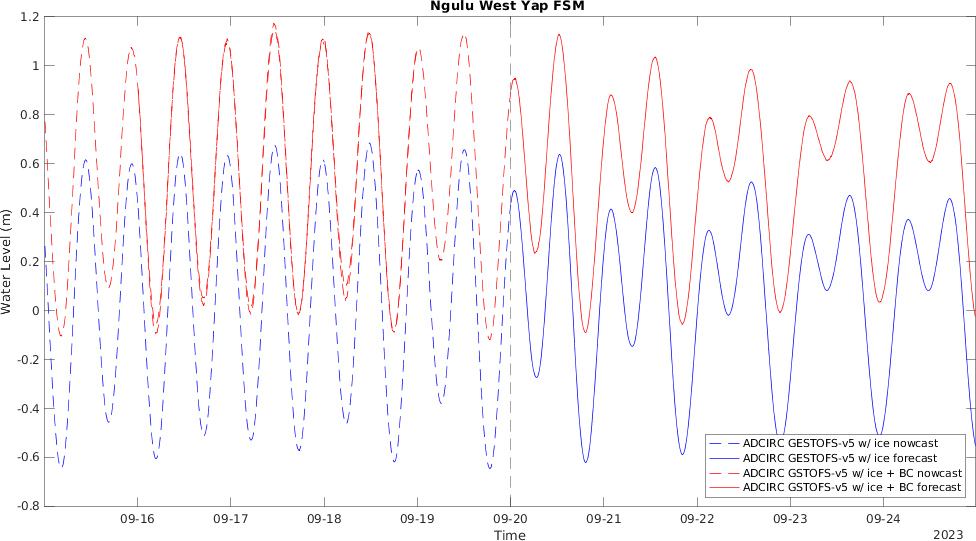 Ngulu West Yap FSM
1.2
1
0.8
0.6
0.4
0.2
0
-0.2
-0.4
-0.6
-0.8
Water Level (m)
09-16 09-17 09-18 09-19 09-20 09-21 09-22 09-23 09-24
Time
2023
ADCIRC GESTOFS-v5 w/ ice nowcast
ADCIRC GESTOFS-v5 w/ ice forecast
ADCIRC GSTOFS-v5 w/ ice + BC nowcast
ADCIRC GSTOFS-v5 w/ ice + BC forecast